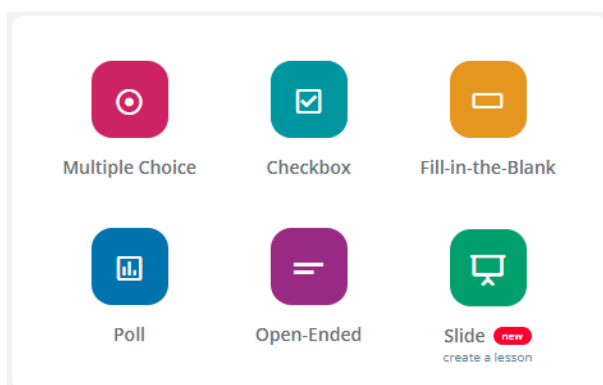 Multiple Choice
Checkbox
Fill-in-the-Blank
Poll
Open-Ended
Slide new
create a lesson